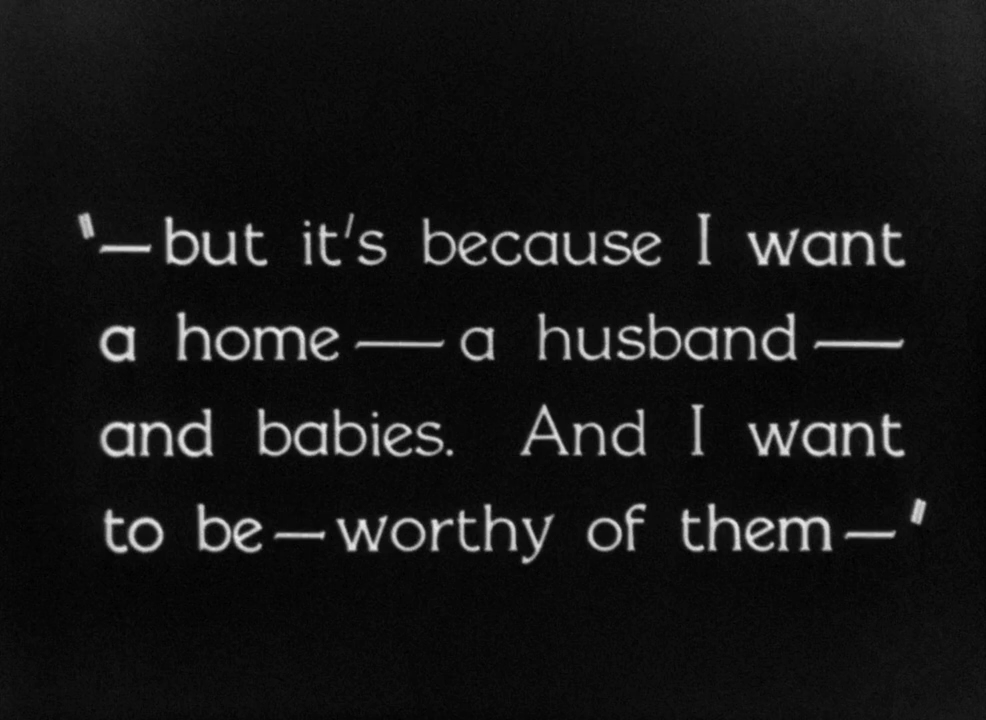 "—but it's because I want
a home — a husband —
and babies. And I want
to be — worthy of them —"